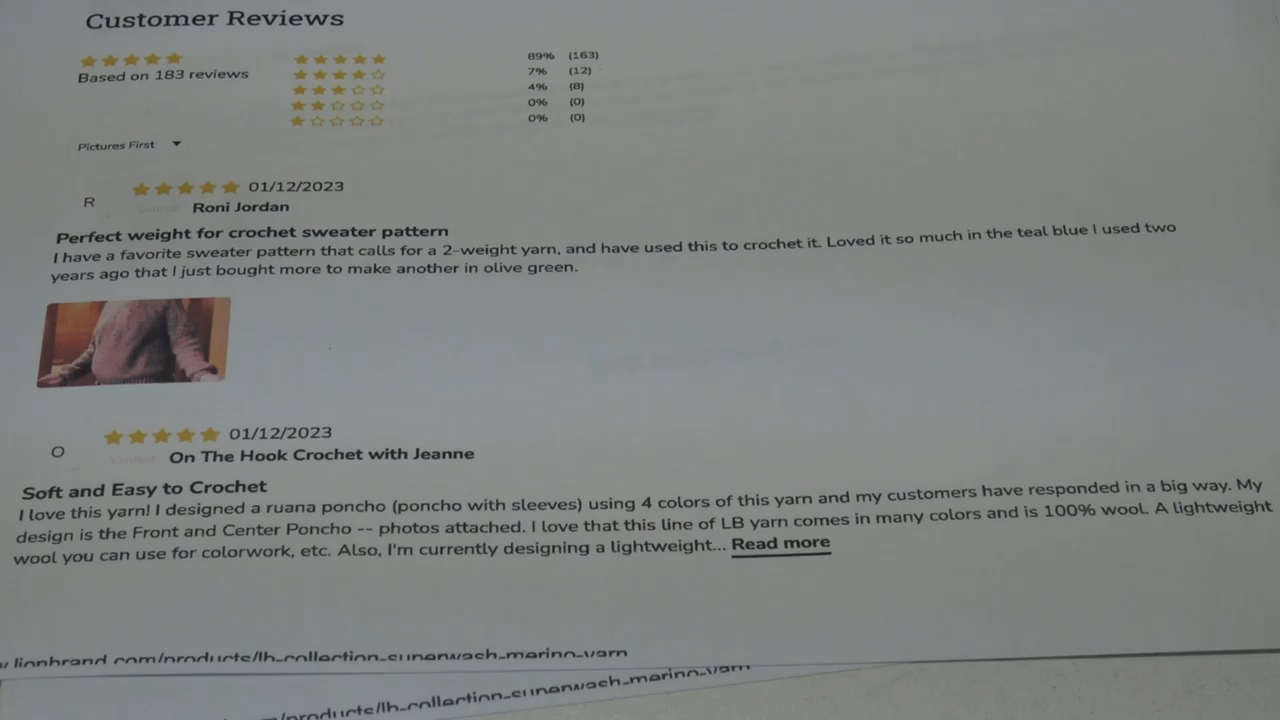 Customer Reviews
Based on 183 reviews
89% (163)
7% (12)
4% (8)
0% (0)
0% (0)
Pictures First
R
01/12/2023
Roni Jordan
Perfect weight for crochet sweater pattern
I have a favorite sweater pattern that calls for a 2-weight yarn, and have used this to crochet it. Loved it so much in the teal blue I used two
years ago that I just bought more to make another in olive green.
O
01/12/2023
On The Hook Crochet with Jeanne
Soft and Easy to Crochet
I love this yarn! I designed a ruana poncho (poncho with sleeves) using 4 colors of this yarn and my customers have responded in a big way. My
design is the Front and Center Poncho -- photos attached. I love that this line of LB yarn comes in many colors and is 100% wool. A lightweight
wool you can use for colorwork, etc. Also, I'm currently designing a lightweight... Read more
lionbrand.com/products/lb-collection-superwash-merino-yarn
/products/lb-collection-superwash-merino-yarn